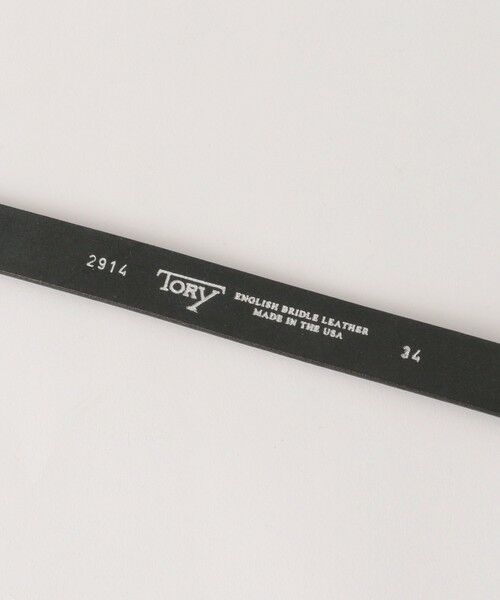 2914
TORY
ENGLISH BRIDLE LEATHER
MADE IN THE USA
34